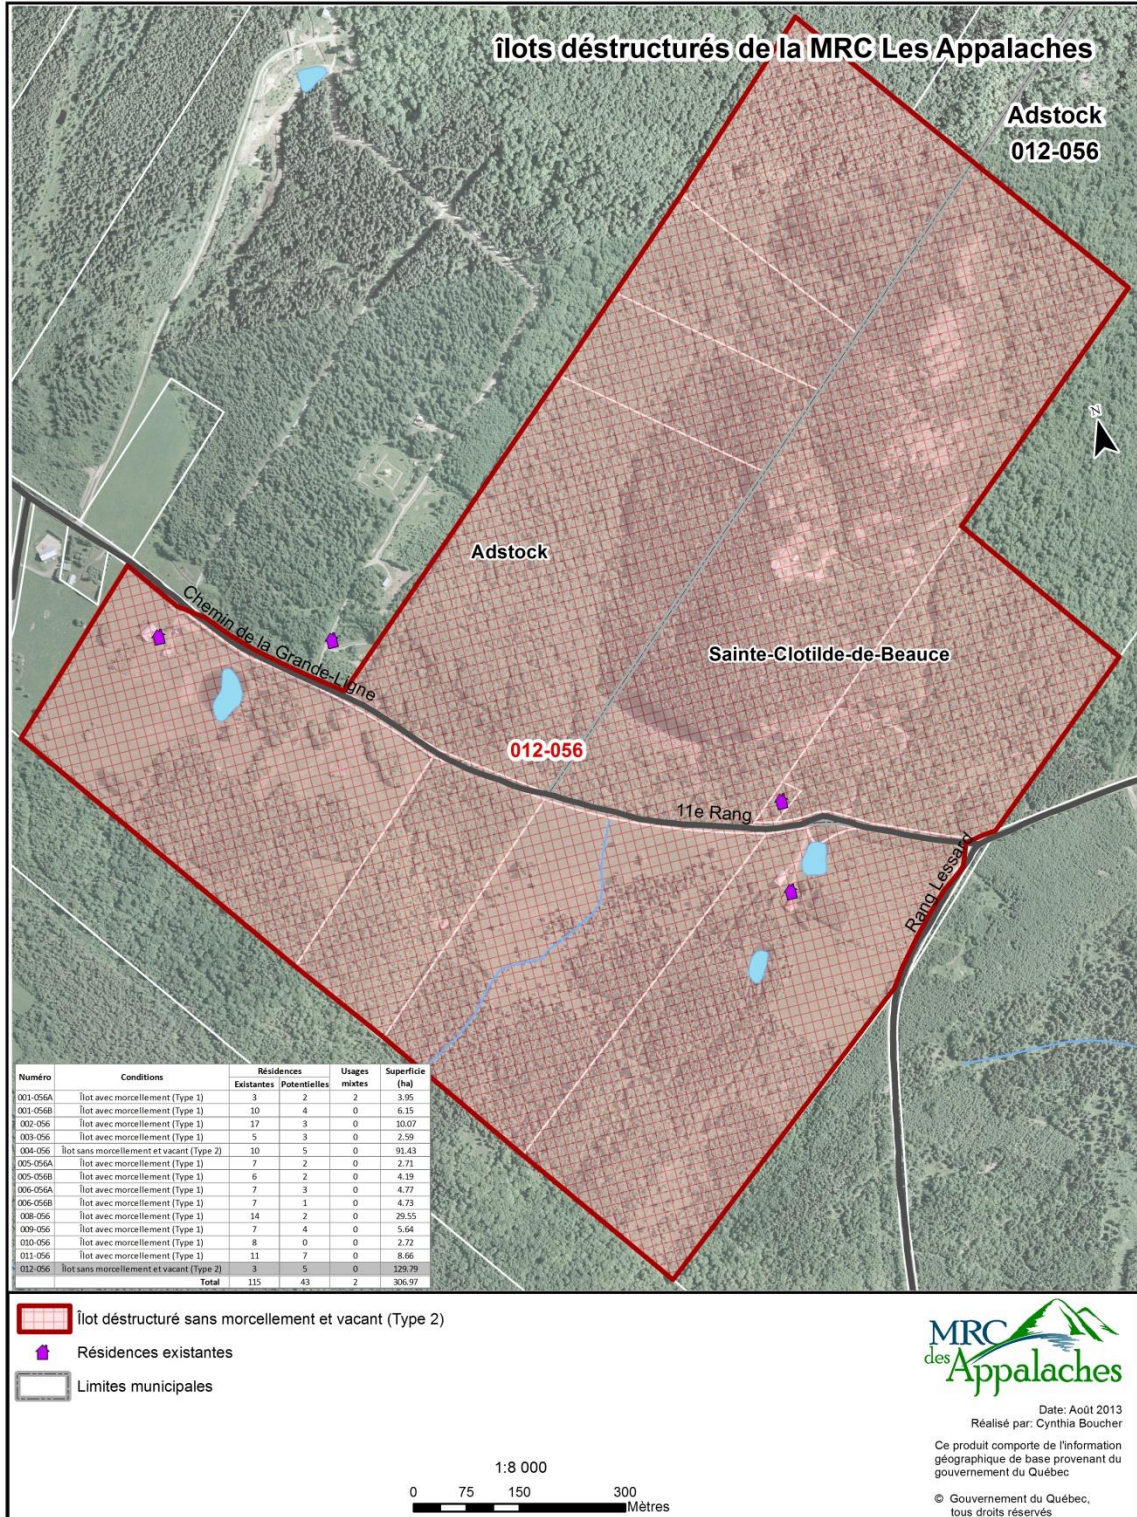 îlots déstructurés de la MRC Les Appalaches
Adstock
012-056
N
Adstock
Chemin de la Grande-Ligne
Sainte-Clotilde-de-Beauce
012-056
11e Rang
Rang Lessard
Numéro Conditions Résidences Usages mixtes Superficie (ha)
Existantes Potentielles
001-056A Îlot avec morcellement (Type 1) 3 2 2 3.95
001-056B Îlot avec morcellement (Type 1) 10 4 0 6.15
002-056 Îlot avec morcellement (Type 1) 17 3 0 10.07
003-056 Îlot avec morcellement (Type 1) 5 3 0 2.59
004-056 Îlot sans morcellement et vacant (Type 2) 10 5 0 91.43
005-056A Îlot avec morcellement (Type 1) 7 2 0 2.71
005-056B Îlot avec morcellement (Type 1) 6 2 0 4.19
006-056A Îlot avec morcellement (Type 1) 7 3 0 4.77
006-056B Îlot avec morcellement (Type 1) 7 1 0 4.73
008-056 Îlot avec morcellement (Type 1) 14 2 0 29.55
009-056 Îlot avec morcellement (Type 1) 7 4 0 5.64
010-056 Îlot avec morcellement (Type 1) 8 0 0 2.72
011-056 Îlot avec morcellement (Type 1) 11 7 0 8.66
012-056 Îlot sans morcellement et vacant (Type 2) 3 5 0 129.79
Total 115 43 2 306.97
Îlot déstructuré sans morcellement et vacant (Type 2)
Résidences existantes
Limites municipales
1:8 000
0 75 150 300
Mètres
MRC
des Appalaches
Date: Août 2013
Réalisé par: Cynthia Boucher
Ce produit comporte de l'information
géographique de base provenant du
gouvernement du Québec
© Gouvernement du Québec,
tous droits réservés